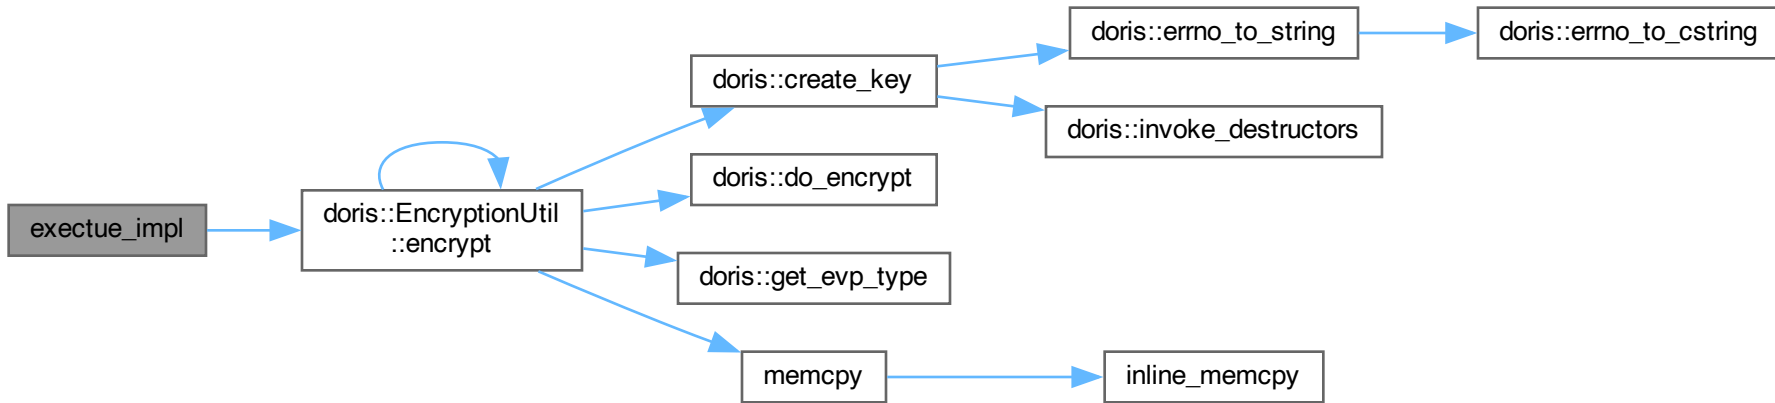 exectue_impl
doris::EncryptionUtil
::encrypt
doris::create_key
doris::errno_to_string
doris::errno_to_cstring
doris::invoke_destructors
doris::do_encrypt
doris::get_evp_type
memcpy
inline_memcpy